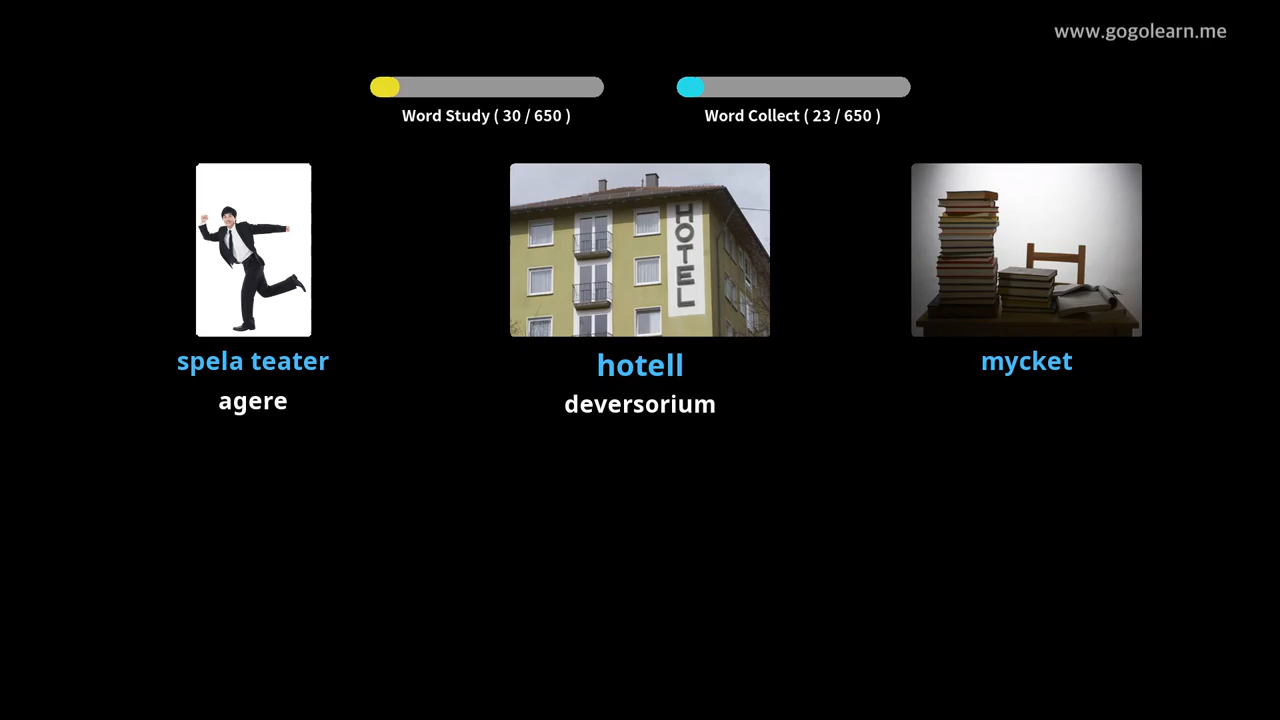 www.gogolearn.me
Word Study ( 30 / 650 )
Word Collect ( 23 / 650 )
HOTEL
spela teater
hotell
mycket
agere
deversorium